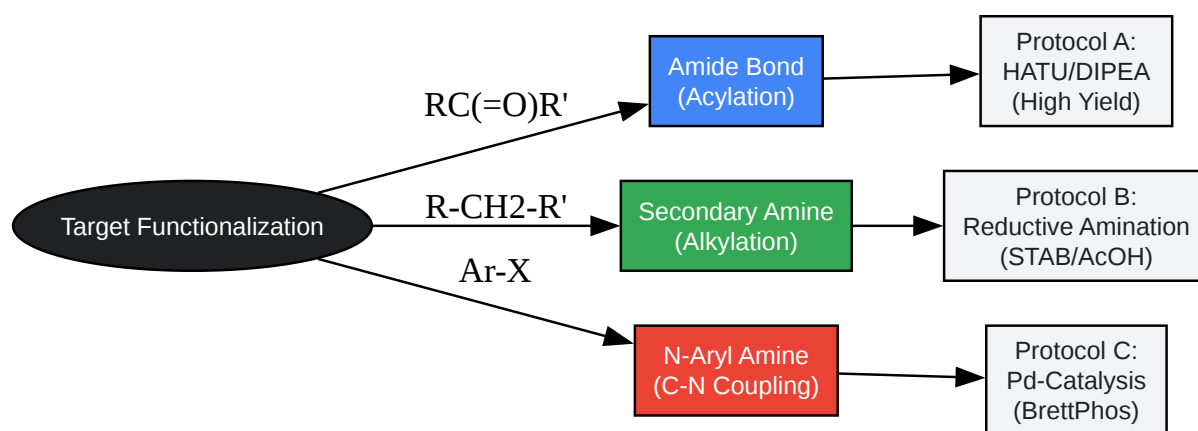 Target Functionalization
RC(=O)R'
Amide Bond
(Acylation)
Protocol A:
HATU/DIPEA
(High Yield)
R-CH2-R'
Secondary Amine
(Alkylation)
Protocol B:
Reductive Amination
(STAB/AcOH)
Ar-X
N-Aryl Amine
(C-N Coupling)
Protocol C:
Pd-Catalysis
(BrettPhos)